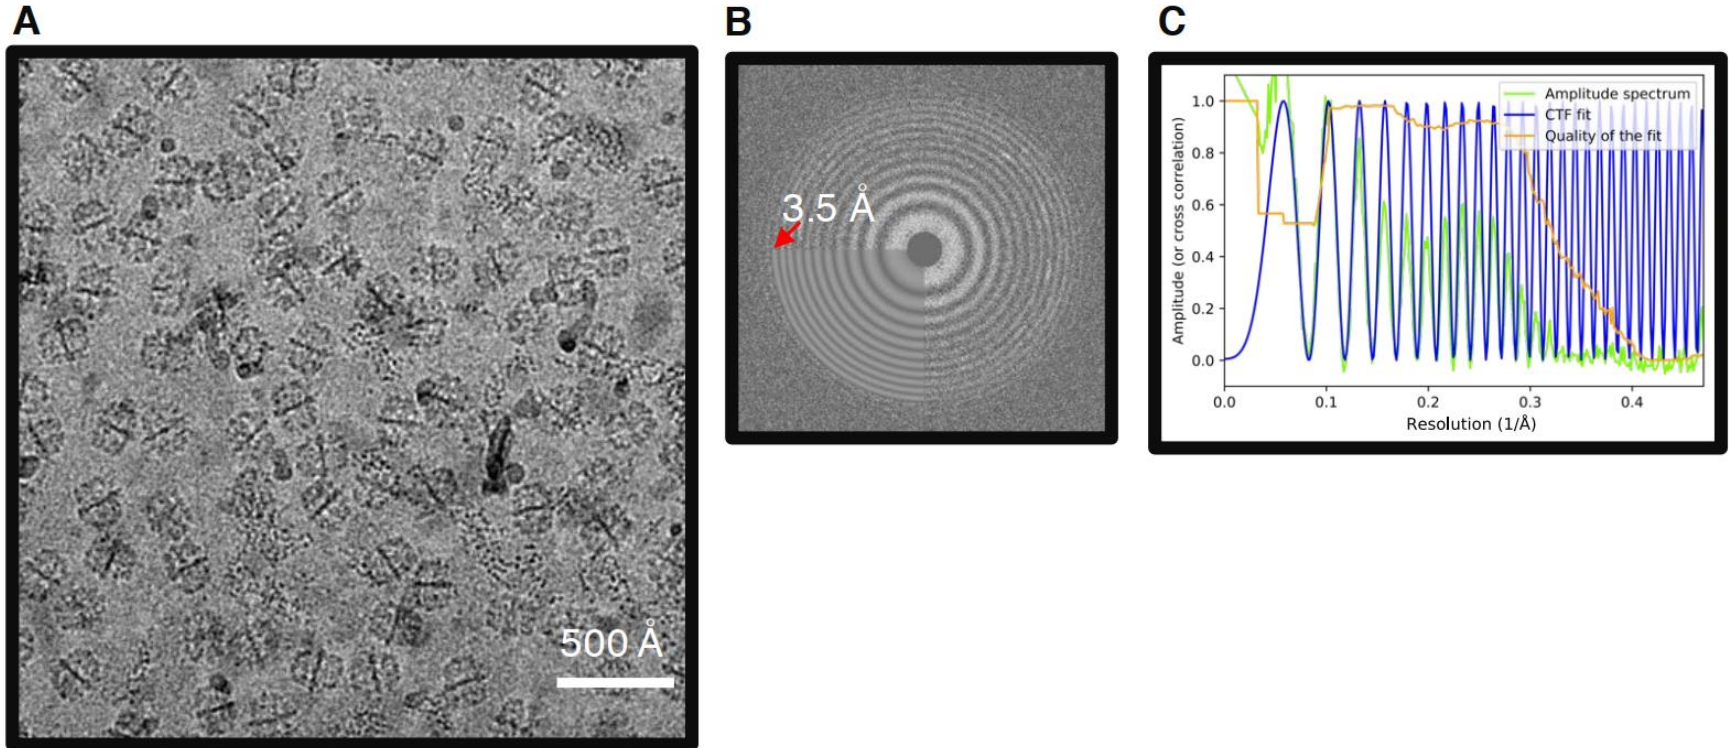 A
B
C
500 Å
3.5 Å
Amplitude spectrum
CTF fit
Quality of the fit
Amplitude (or cross correlation)
1.0
0.8
0.6
0.4
0.2
0.0
0.0 0.1 0.2 0.3 0.4
Resolution (1/Å)